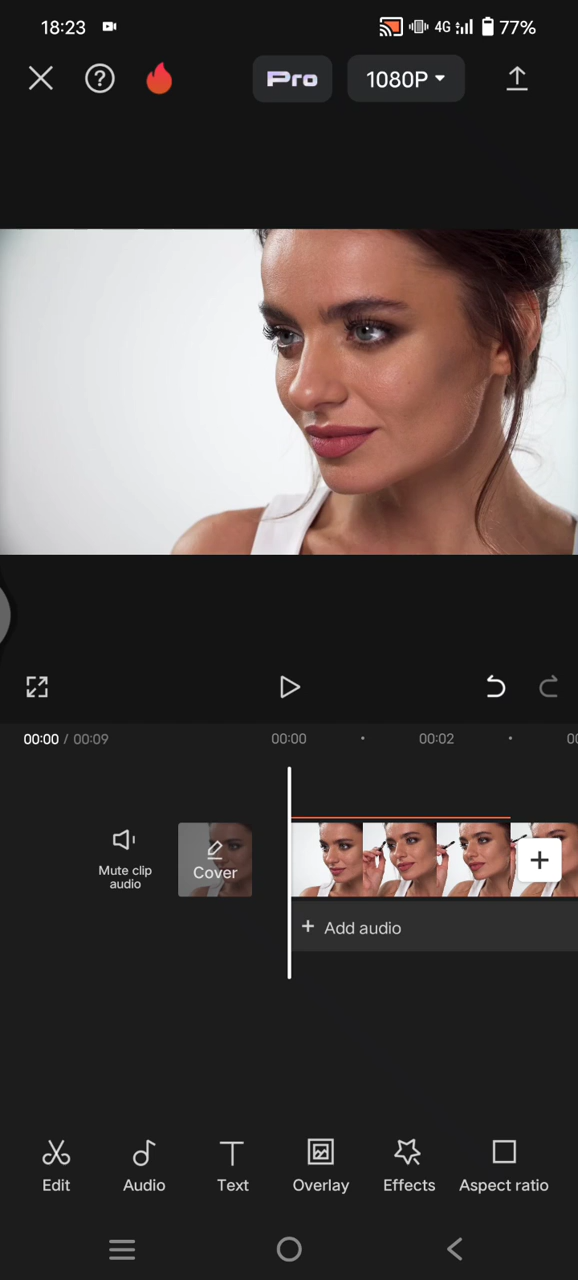 18:23 4G 77%
Pro 1080P
00:00 / 00:09 00:00 00:02 00
Mute clip audio
Cover
+ Add audio
Edit Audio Text Overlay Effects Aspect ratio